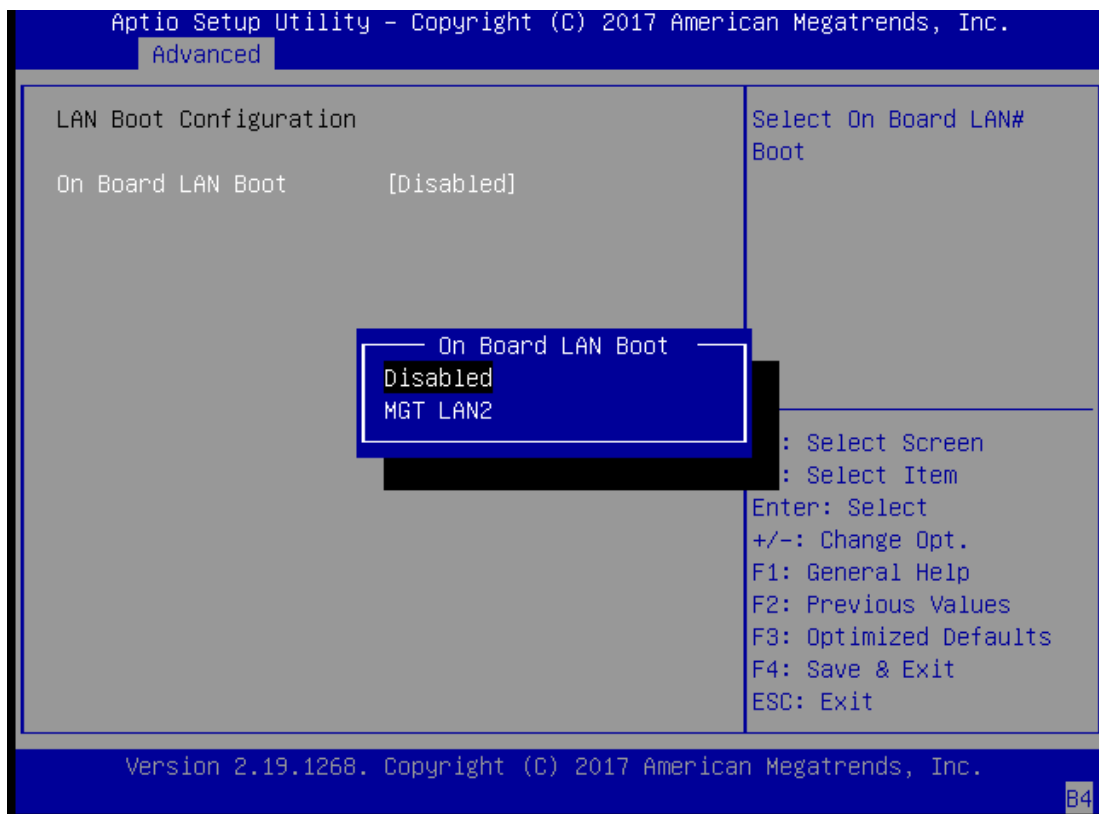 Aptio Setup Utility – Copyright (C) 2017 American Megatrends, Inc.
Advanced
LAN Boot Configuration
On Board LAN Boot [Disabled]
Select On Board LAN#
Boot
On Board LAN Boot
Disabled
MGT LAN2
: Select Screen
: Select Item
Enter: Select
+/-: Change Opt.
F1: General Help
F2: Previous Values
F3: Optimized Defaults
F4: Save & Exit
ESC: Exit
Version 2.19.1268. Copyright (C) 2017 American Megatrends, Inc.
B4